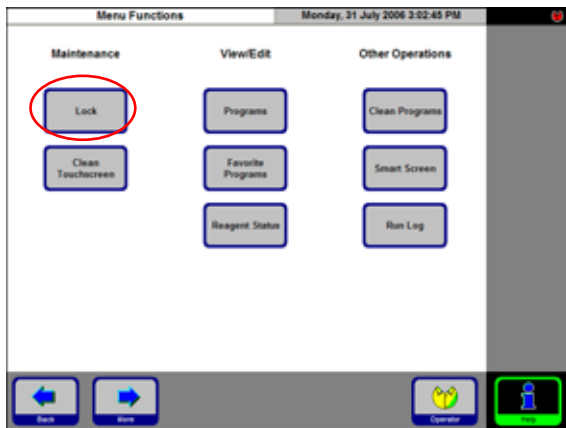 Menu Functions
Monday, 31 July 2006 3:02:45 PM
Maintenance
View/Edit
Other Operations
Lock
Programs
Clean Programs
Clean
Touchscreen
Favorite
Programs
Smart Screen
Reagent Status
Run Log
Back
More
Operator
Help